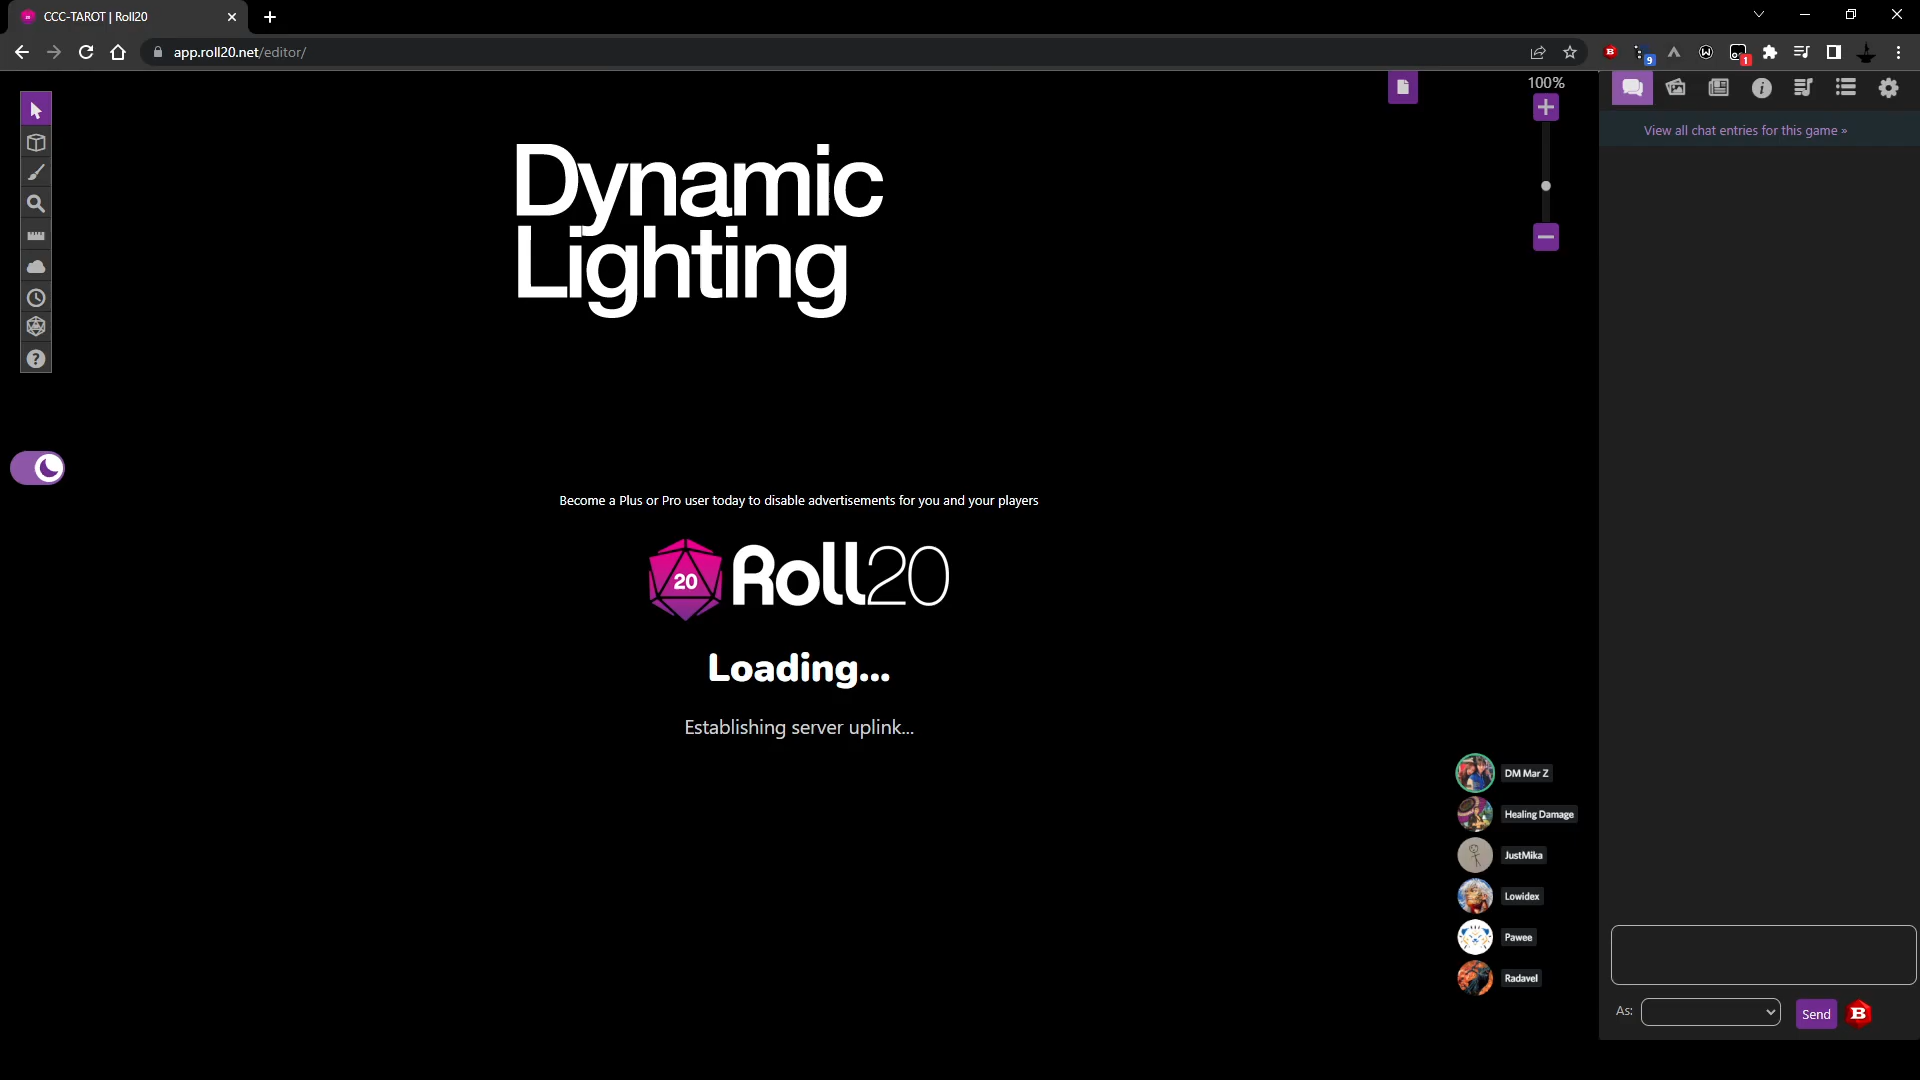 CCC-TAROT | Roll20
app.roll20.net/editor/
9
1
100%
View all chat entries for this game »
Dynamic
Lighting
Become a Plus or Pro user today to disable advertisements for you and your players
20
Roll20
Loading...
Establishing server uplink...
DM Mar Z
Healing Damage
JustMika
Lowidex
Pawee
Radavel
As:
Send
B